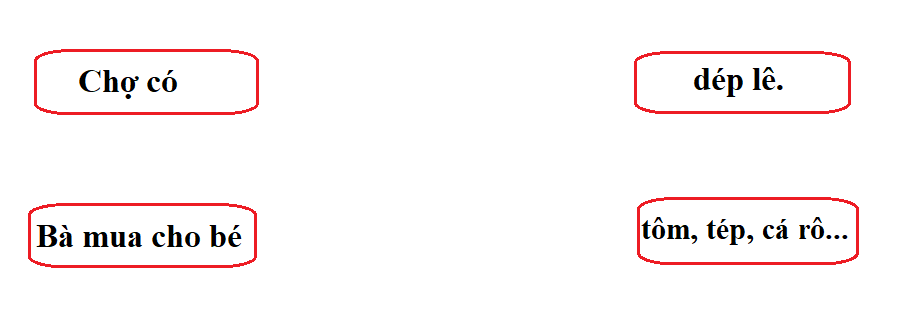 Chợ có
dép lê.
Bà mua cho bé
tôm, tép, cá rô...